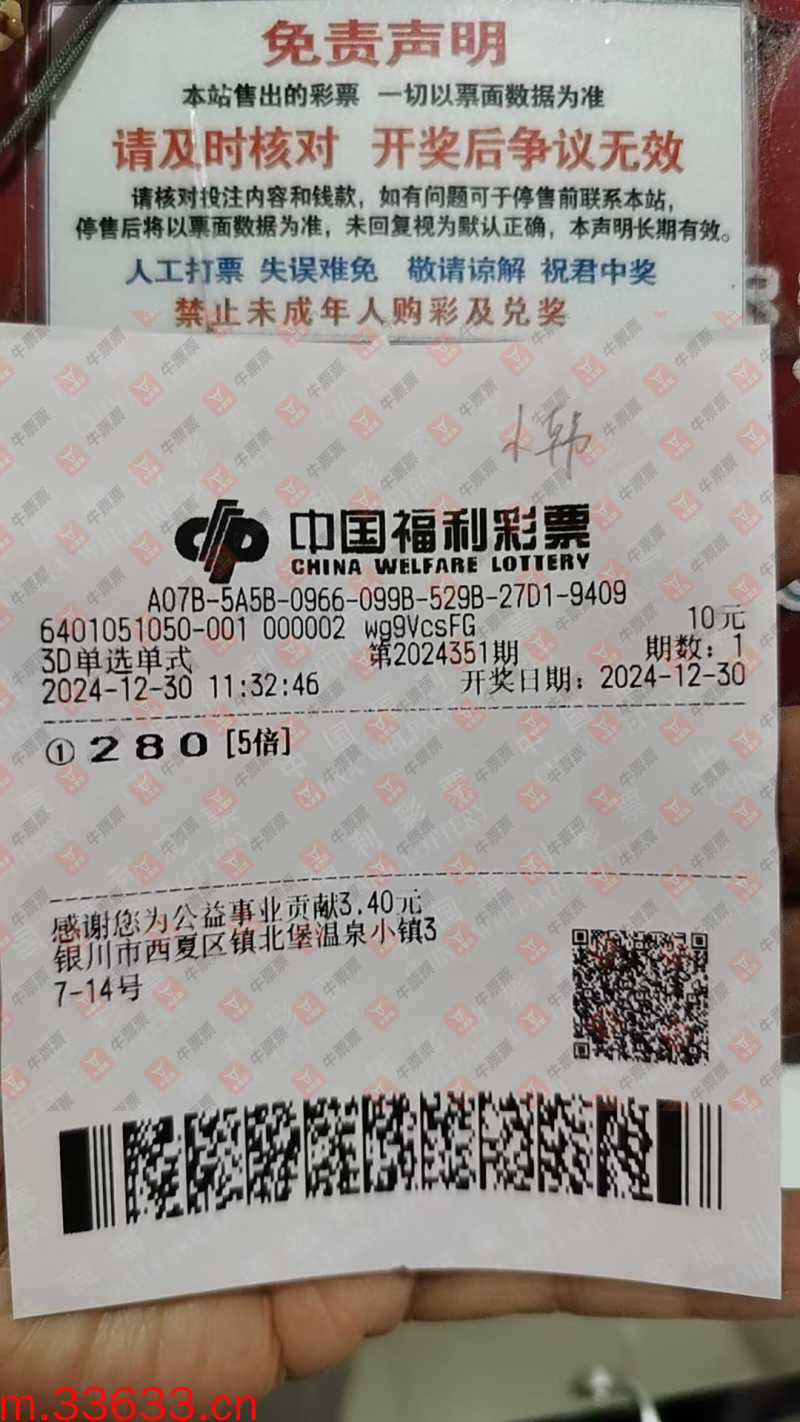 免责声明
本站售出的彩票 一切以票面数据为准
请及时核对 开奖后争议无效
请核对投注内容和钱款，如有问题可于停售前联系本站，
停售后将以票面数据为准，未回复视为默认正确，本声明长期有效。
人工打票 失误难免 敬请谅解 祝君中奖
禁止未成年人购彩及兑奖
小韩
中国福利彩票
CHINA WELFARE LOTTERY
A07B-5A5B-0966-099B-529B-27D1-9409
6401051050-001 000002 wg9VcsFG 10元
3D单选单式 第2024351期 期数：1
2024-12-30 11:32:46 开奖日期：2024-12-30
① 2 8 0 [5倍]
感谢您为公益事业贡献3.40元
银川市西夏区镇北堡温泉小镇3
7-14号
牛票票
m.33633.cn